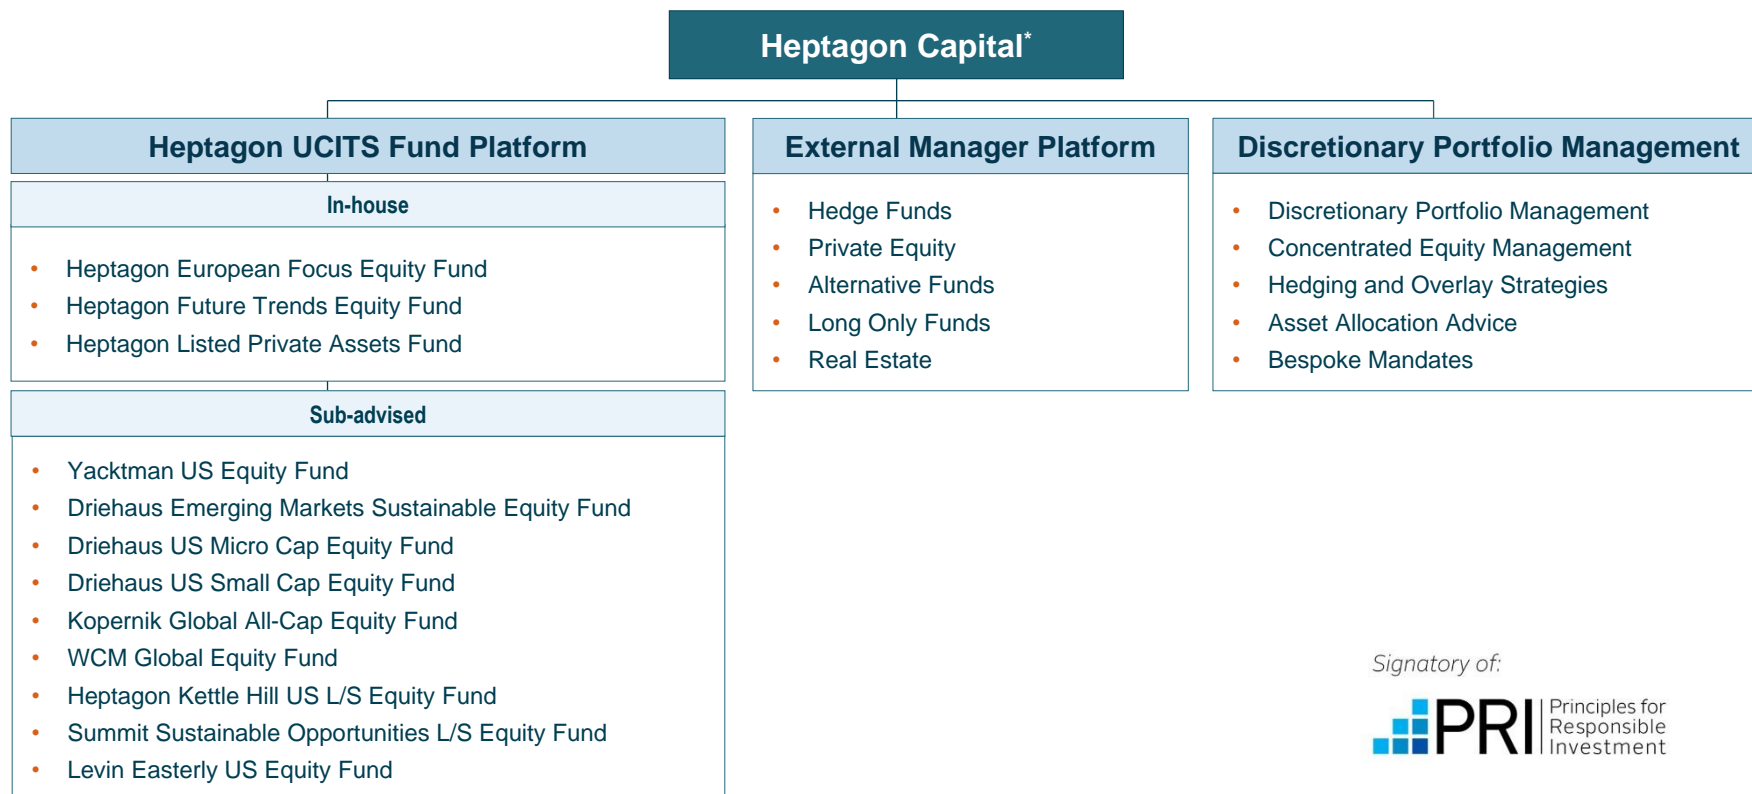 Heptagon Capital*
Heptagon UCITS Fund Platform
In-house
• Heptagon European Focus Equity Fund
• Heptagon Future Trends Equity Fund
• Heptagon Listed Private Assets Fund
Sub-advised
• Yacktman US Equity Fund
• Driehaus Emerging Markets Sustainable Equity Fund
• Driehaus US Micro Cap Equity Fund
• Driehaus US Small Cap Equity Fund
• Kopernik Global All-Cap Equity Fund
• WCM Global Equity Fund
• Heptagon Kettle Hill US L/S Equity Fund
• Summit Sustainable Opportunities L/S Equity Fund
• Levin Easterly US Equity Fund
External Manager Platform
• Hedge Funds
• Private Equity
• Alternative Funds
• Long Only Funds
• Real Estate
Discretionary Portfolio Management
• Discretionary Portfolio Management
• Concentrated Equity Management
• Hedging and Overlay Strategies
• Asset Allocation Advice
• Bespoke Mandates
Signatory of:
PRI
Principles for
Responsible
Investment